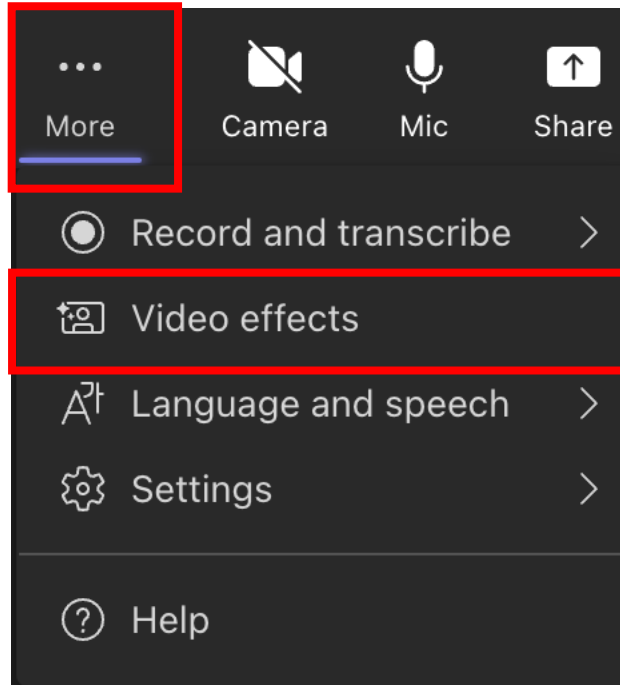 More
Camera
Mic
Share
Record and transcribe
Video effects
Language and speech
Settings
Help